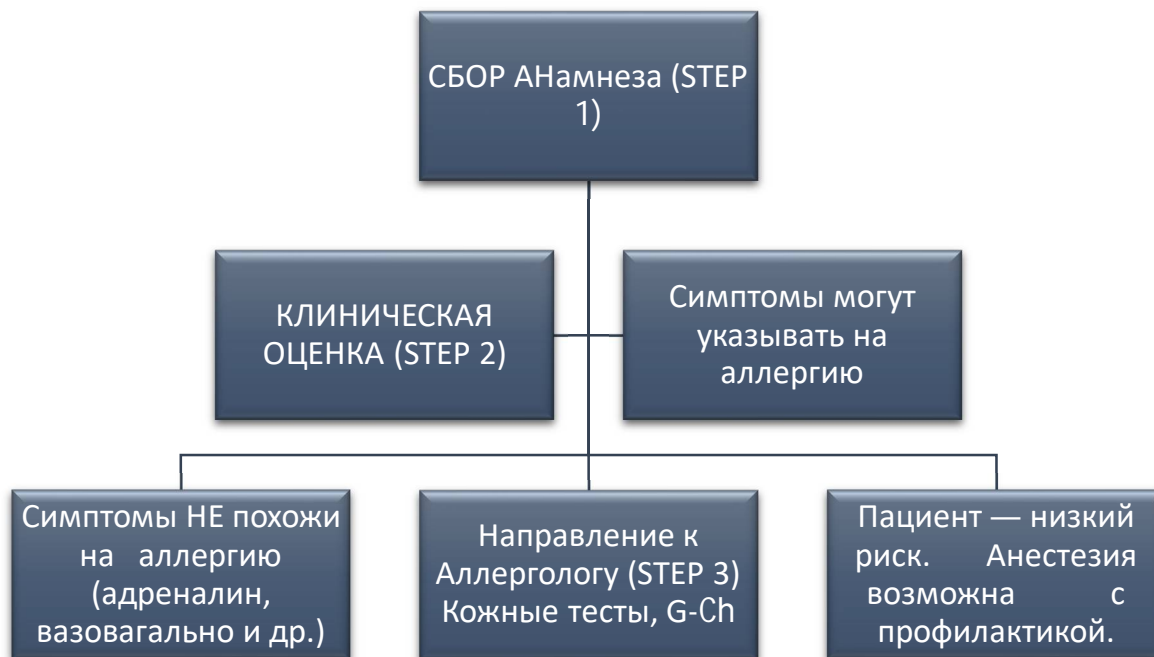 СБОР АНамнеза (STEP
1)
КЛИНИЧЕСКАЯ
ОЦЕНКА (STEP 2)
Симптомы могут
указывать на
аллергию
Симптомы НЕ похожи
на аллергию
(адреналин,
вазовагально и др.)
Направление к
Аллергологу (STEP 3)
Кожные тесты, G-Ch
Пациент — низкий
риск. Анестезия
возможна с
профилактикой.